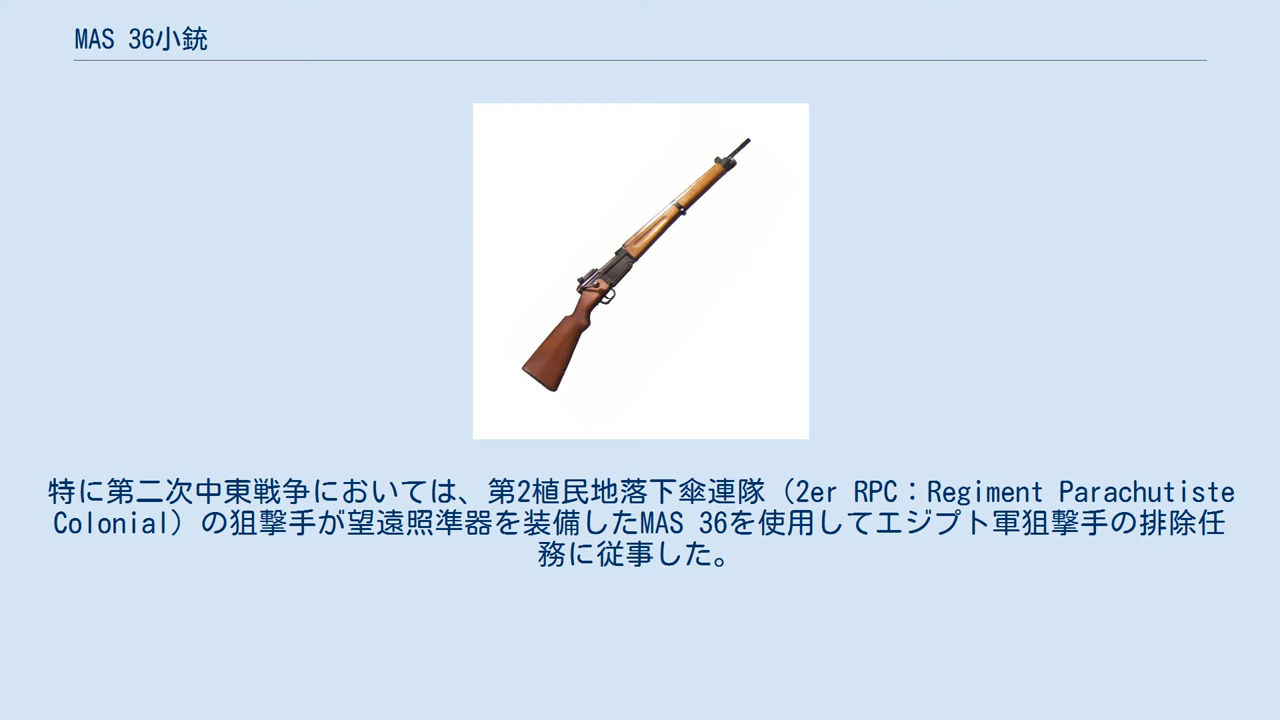 MAS 36小銃
特に第二次中東戦争においては、第2植民地落下傘連隊（2er RPC：Regiment Parachutiste
Colonial）の狙撃手が望遠照準器を装備したMAS 36を使用してエジプト軍狙撃手の排除任
務に従事した。